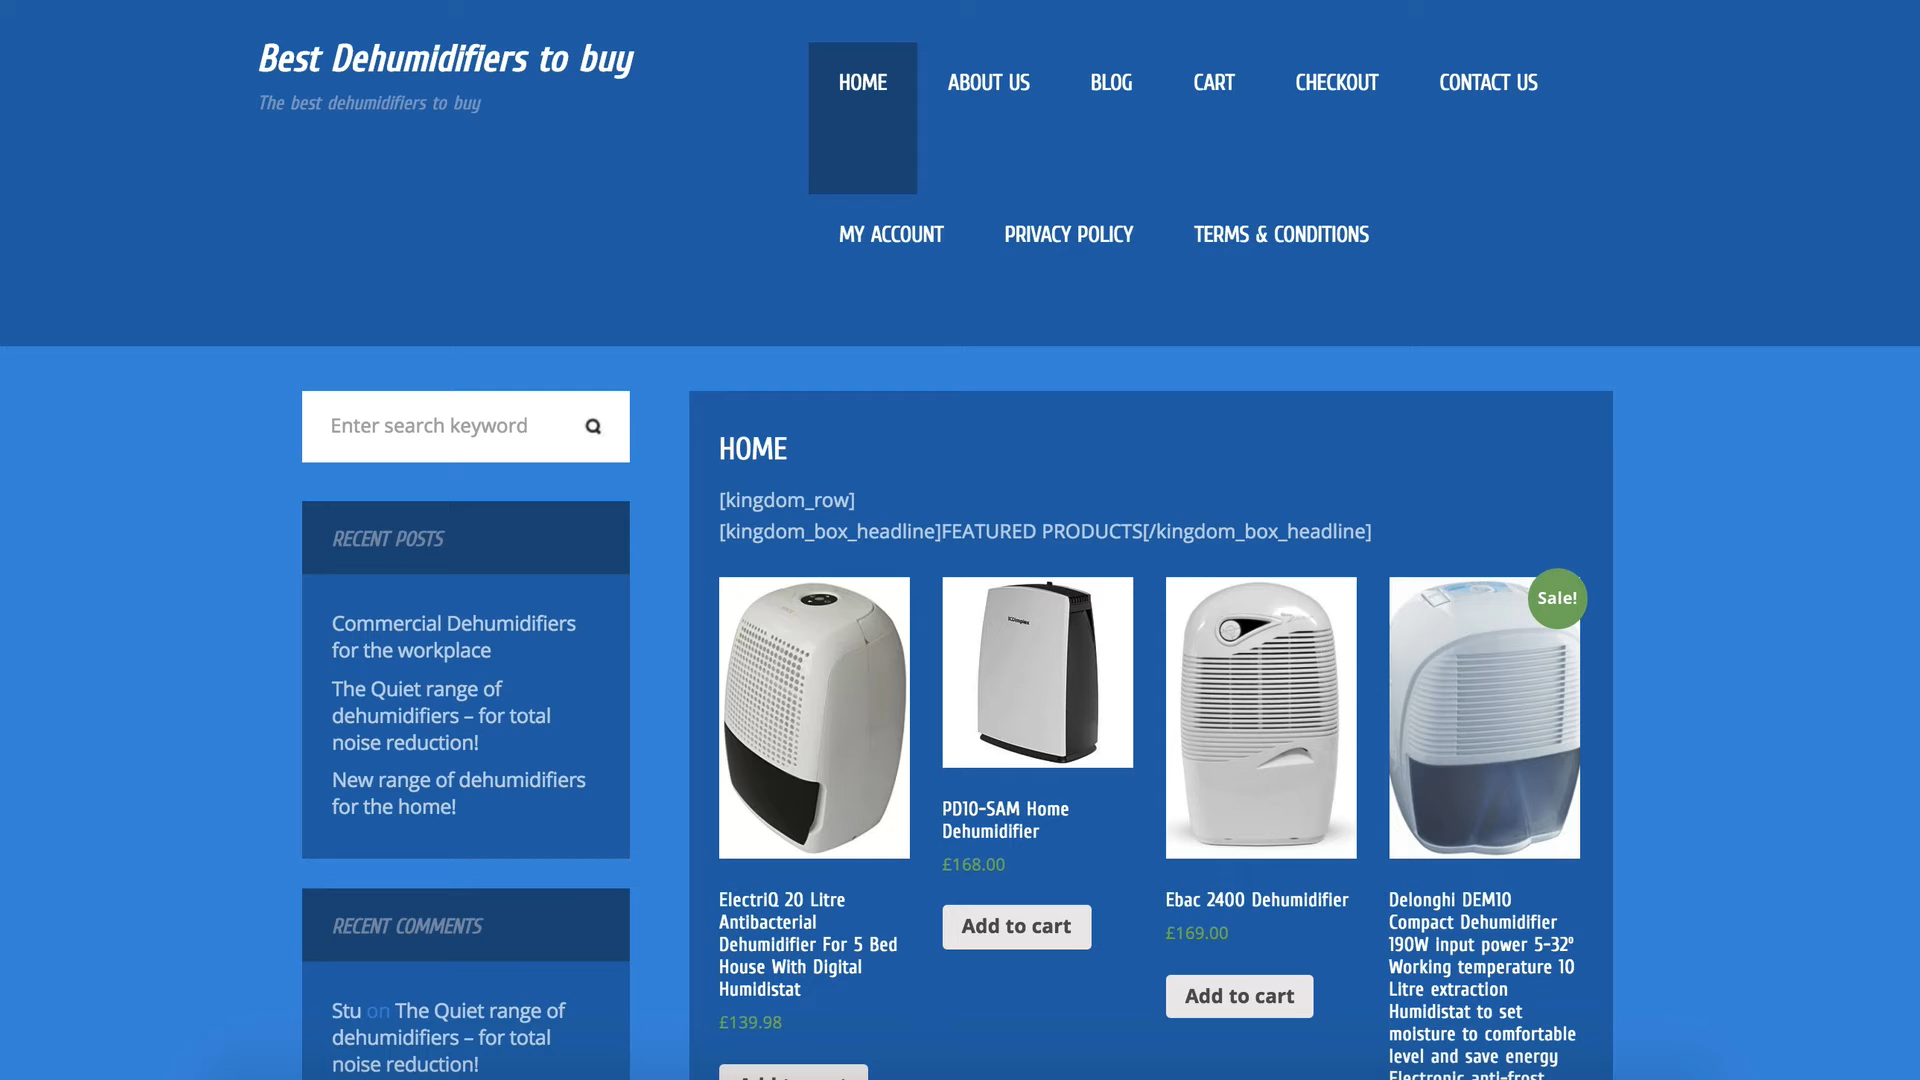 Best Dehumidifiers to buy
The best dehumidifiers to buy
HOME
ABOUT US
BLOG
CART
CHECKOUT
CONTACT US
MY ACCOUNT
PRIVACY POLICY
TERMS & CONDITIONS
Enter search keyword
RECENT POSTS
Commercial Dehumidifiers
for the workplace
The Quiet range of
dehumidifiers – for total
noise reduction!
New range of dehumidifiers
for the home!
RECENT COMMENTS
Stu on The Quiet range of
dehumidifiers – for total
noise reduction!
HOME
[kingdom_row]
[kingdom_box_headline]FEATURED PRODUCTS[/kingdom_box_headline]
ElectriQ 20 Litre
Antibacterial
Dehumidifier For 5 Bed
House With Digital
Humidistat
£139.98
PD10-SAM Home
Dehumidifier
£168.00
Add to cart
Ebac 2400 Dehumidifier
£169.00
Add to cart
Sale!
Delonghi DEM10
Compact Dehumidifier
190W input power 5-32º
Working temperature 10
Litre extraction
Humidistat to set
moisture to comfortable
level and save energy
Electronic anti-frost